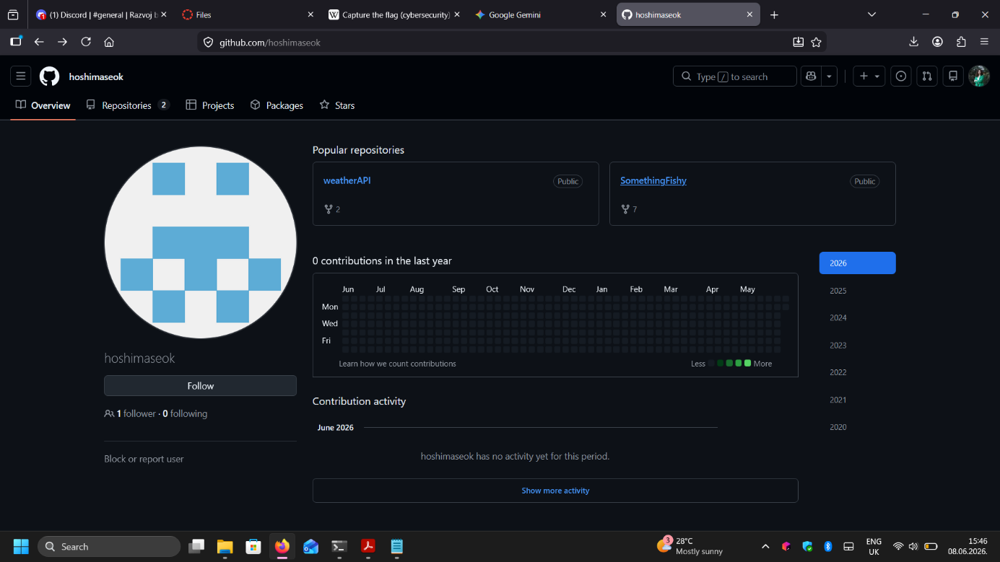 (1) Discord | #general | Razvoj b
Files
Capture the flag (cybersecurity)
Google Gemini
hoshimaseok
github.com/hoshimaseok
hoshimaseok
Type / to search
Overview
Repositories 2
Projects
Packages
Stars
Popular repositories
weatherAPI
Public
2
SomethingFishy
Public
7
0 contributions in the last year
Jun Jul Aug Sep Oct Nov Dec Jan Feb Mar Apr May
Mon
Wed
Fri
Learn how we count contributions
Less More
2026
2025
2024
2023
2022
2021
2020
hoshimaseok
Follow
1 follower · 0 following
Block or report user
Contribution activity
June 2026
hoshimaseok has no activity yet for this period.
Show more activity
Search
3
28°C
Mostly sunny
ENG
UK
15:46
08.06.2026.